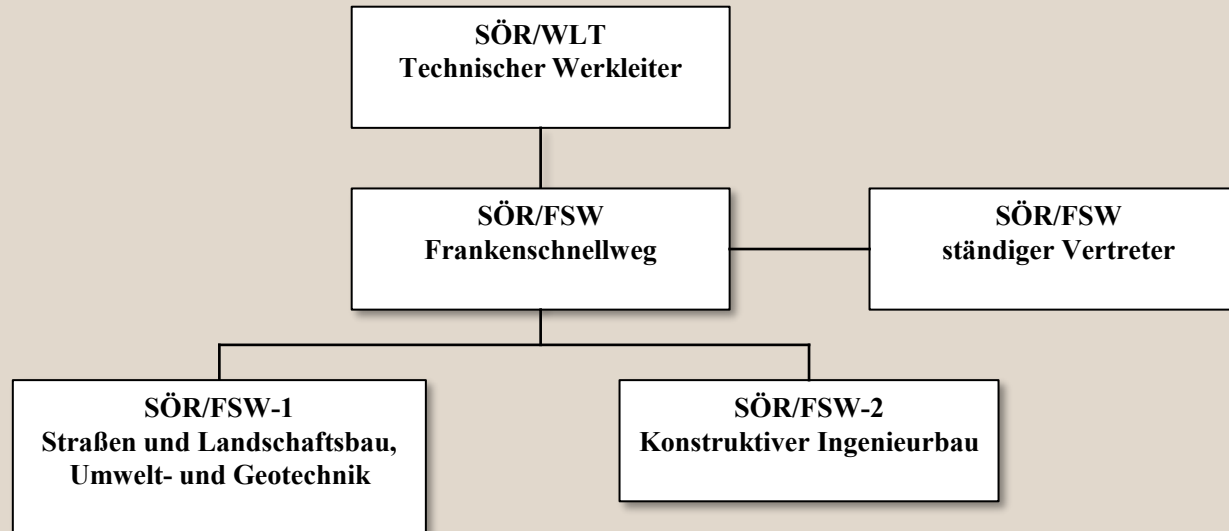 SÖR/WLT
Technischer Werkleiter
SÖR/FSW
Frankenschnellweg
SÖR/FSW
ständiger Vertreter
SÖR/FSW-1
Straßen und Landschaftsbau,
Umwelt- und Geotechnik
SÖR/FSW-2
Konstruktiver Ingenieurbau